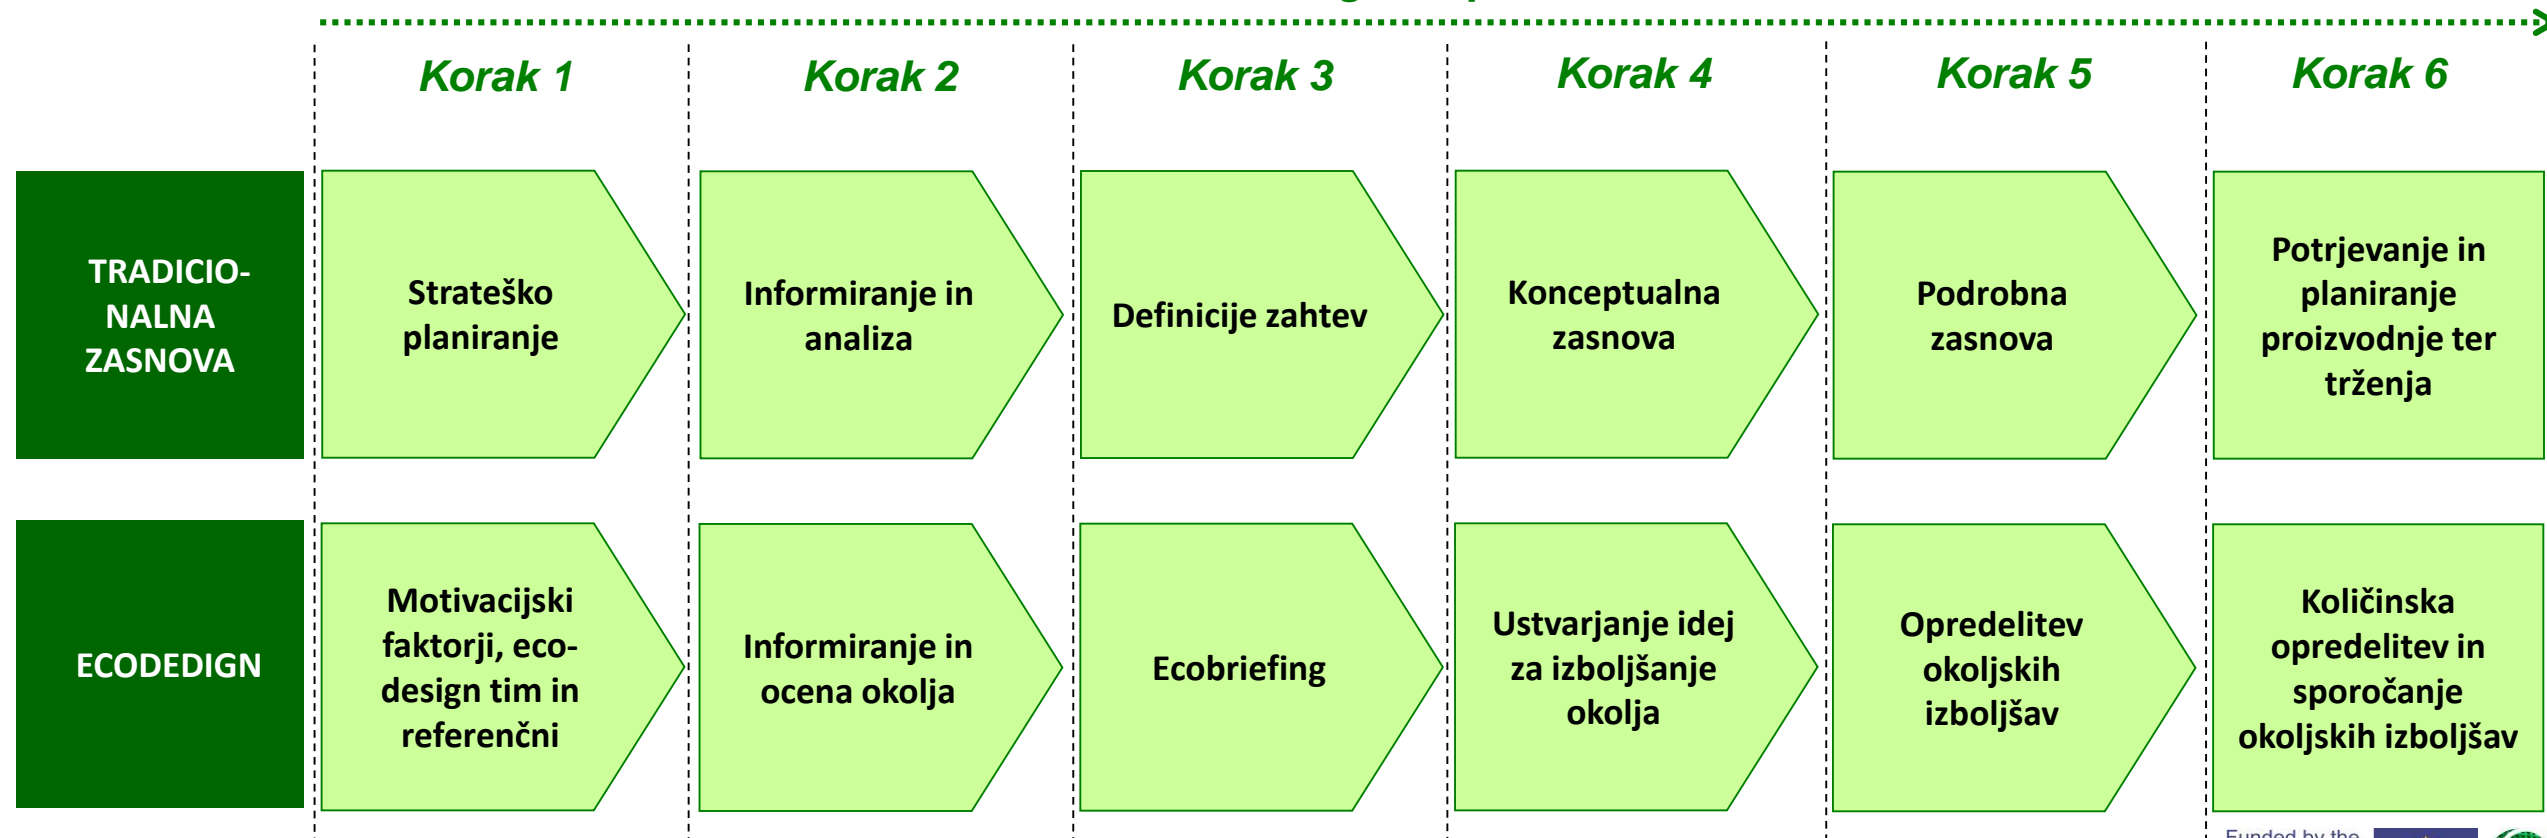 Korak 1
Korak 2
Korak 3
Korak 4
Korak 5
Korak 6
TRADICIO-
NALNA
ZASNOVA
Strateško
planiranje
Informiranje in
analiza
Definicije zahtev
Konceptualna
zasnova
Podrobna
zasnova
Potrjevanje in
planiranje
proizvodnje ter
trženja
ECODEDIGN
Motivacijski
faktorji, eco-
design tim in
referenčni
Informiranje in
ocena okolja
Ecobriefing
Ustvarjanje idej
za izboljšanje
okolja
Opredelitev
okoljskih
izboljšav
Količinska
opredelitev in
sporočanje
okoljskih izboljšav
Funded by the